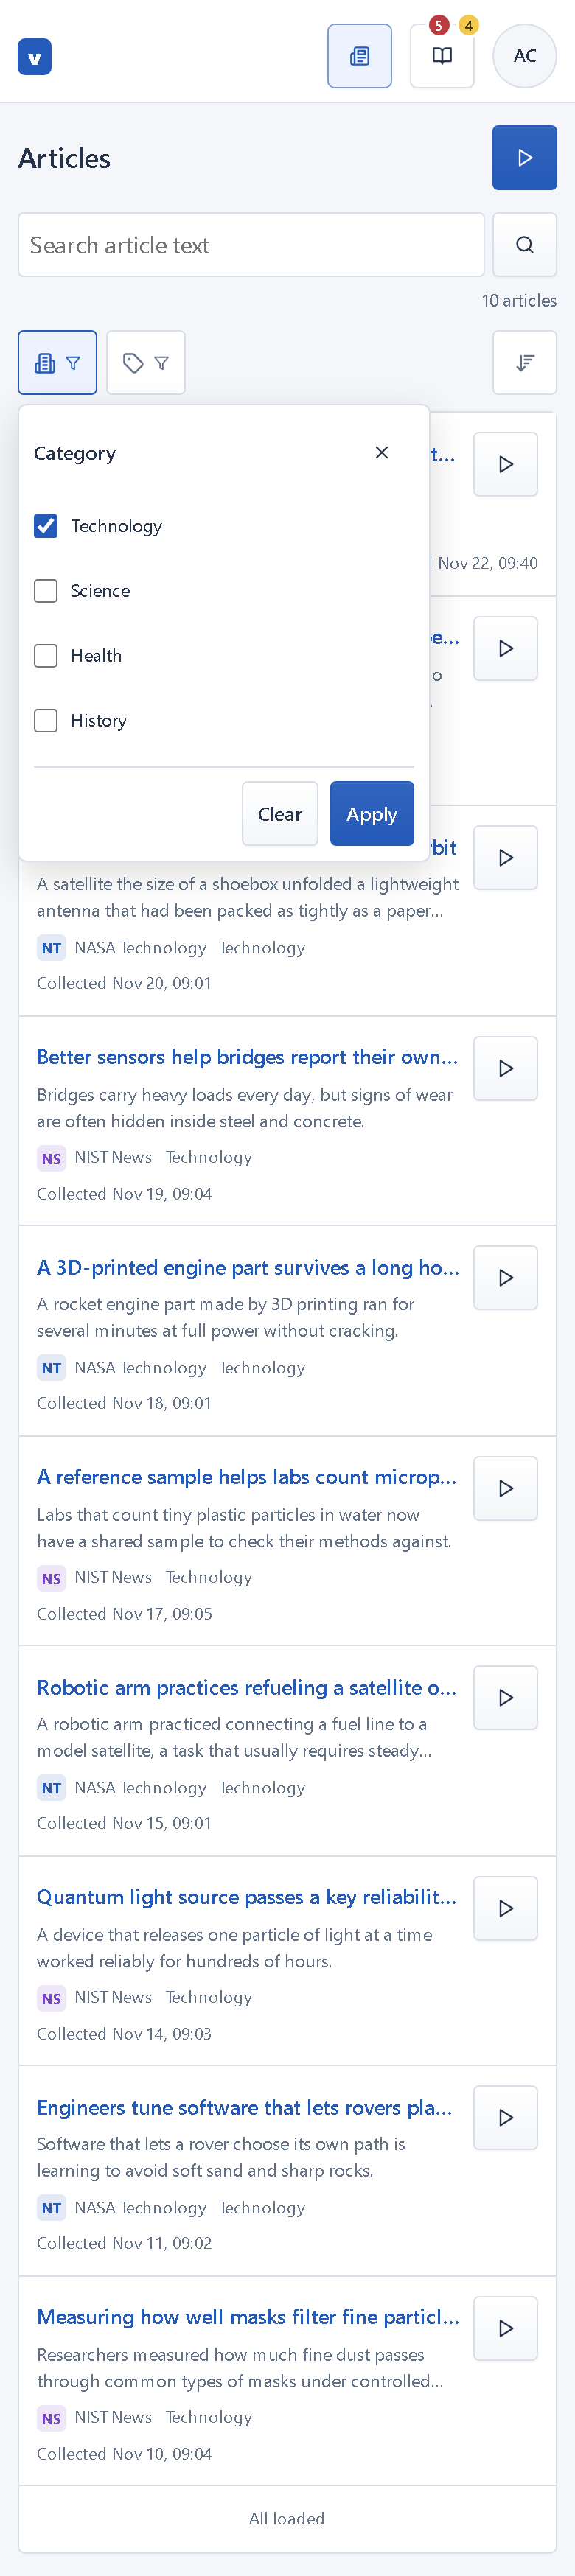 v
5
4
AC
Articles
Search article text
10 articles
Category
Technology
Science
Health
History
Clear
Apply
t...
Nov 22, 09:40
A satellite the size of a shoebox unfolded a lightweight
antenna that had been packed as tightly as a paper...
NT NASA Technology Technology
Collected Nov 20, 09:01
Better sensors help bridges report their own...
Bridges carry heavy loads every day, but signs of wear
are often hidden inside steel and concrete.
NS NIST News Technology
Collected Nov 19, 09:04
A 3D-printed engine part survives a long ho...
A rocket engine part made by 3D printing ran for
several minutes at full power without cracking.
NT NASA Technology Technology
Collected Nov 18, 09:01
A reference sample helps labs count microp...
Labs that count tiny plastic particles in water now
have a shared sample to check their methods against.
NS NIST News Technology
Collected Nov 17, 09:05
Robotic arm practices refueling a satellite o...
A robotic arm practiced connecting a fuel line to a
model satellite, a task that usually requires steady...
NT NASA Technology Technology
Collected Nov 15, 09:01
Quantum light source passes a key reliabilit...
A device that releases one particle of light at a time
worked reliably for hundreds of hours.
NS NIST News Technology
Collected Nov 14, 09:03
Engineers tune software that lets rovers pla...
Software that lets a rover choose its own path is
learning to avoid soft sand and sharp rocks.
NT NASA Technology Technology
Collected Nov 11, 09:02
Measuring how well masks filter fine particl...
Researchers measured how much fine dust passes
through common types of masks under controlled...
NS NIST News Technology
Collected Nov 10, 09:04
All loaded